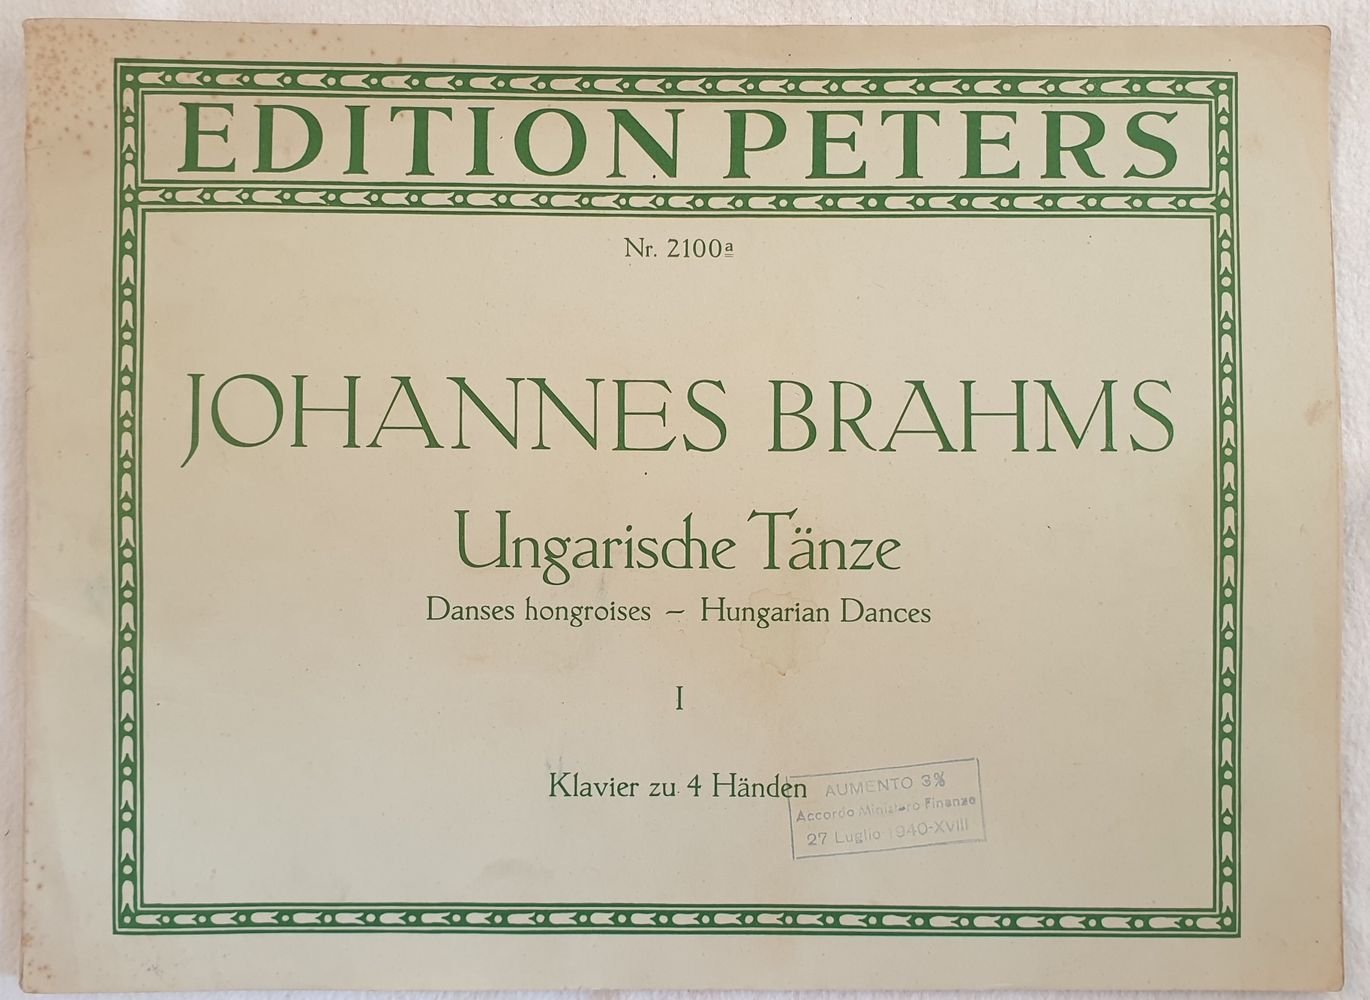 EDITION PETERS
Nr. 2100a
JOHANNES BRAHMS
Ungarische Tänze
Danses hongroises – Hungarian Dances
I
Klavier zu 4 Händen
AUMENTO 3%
Accordo Ministero Finanze
27 Luglio 1940-XVIII